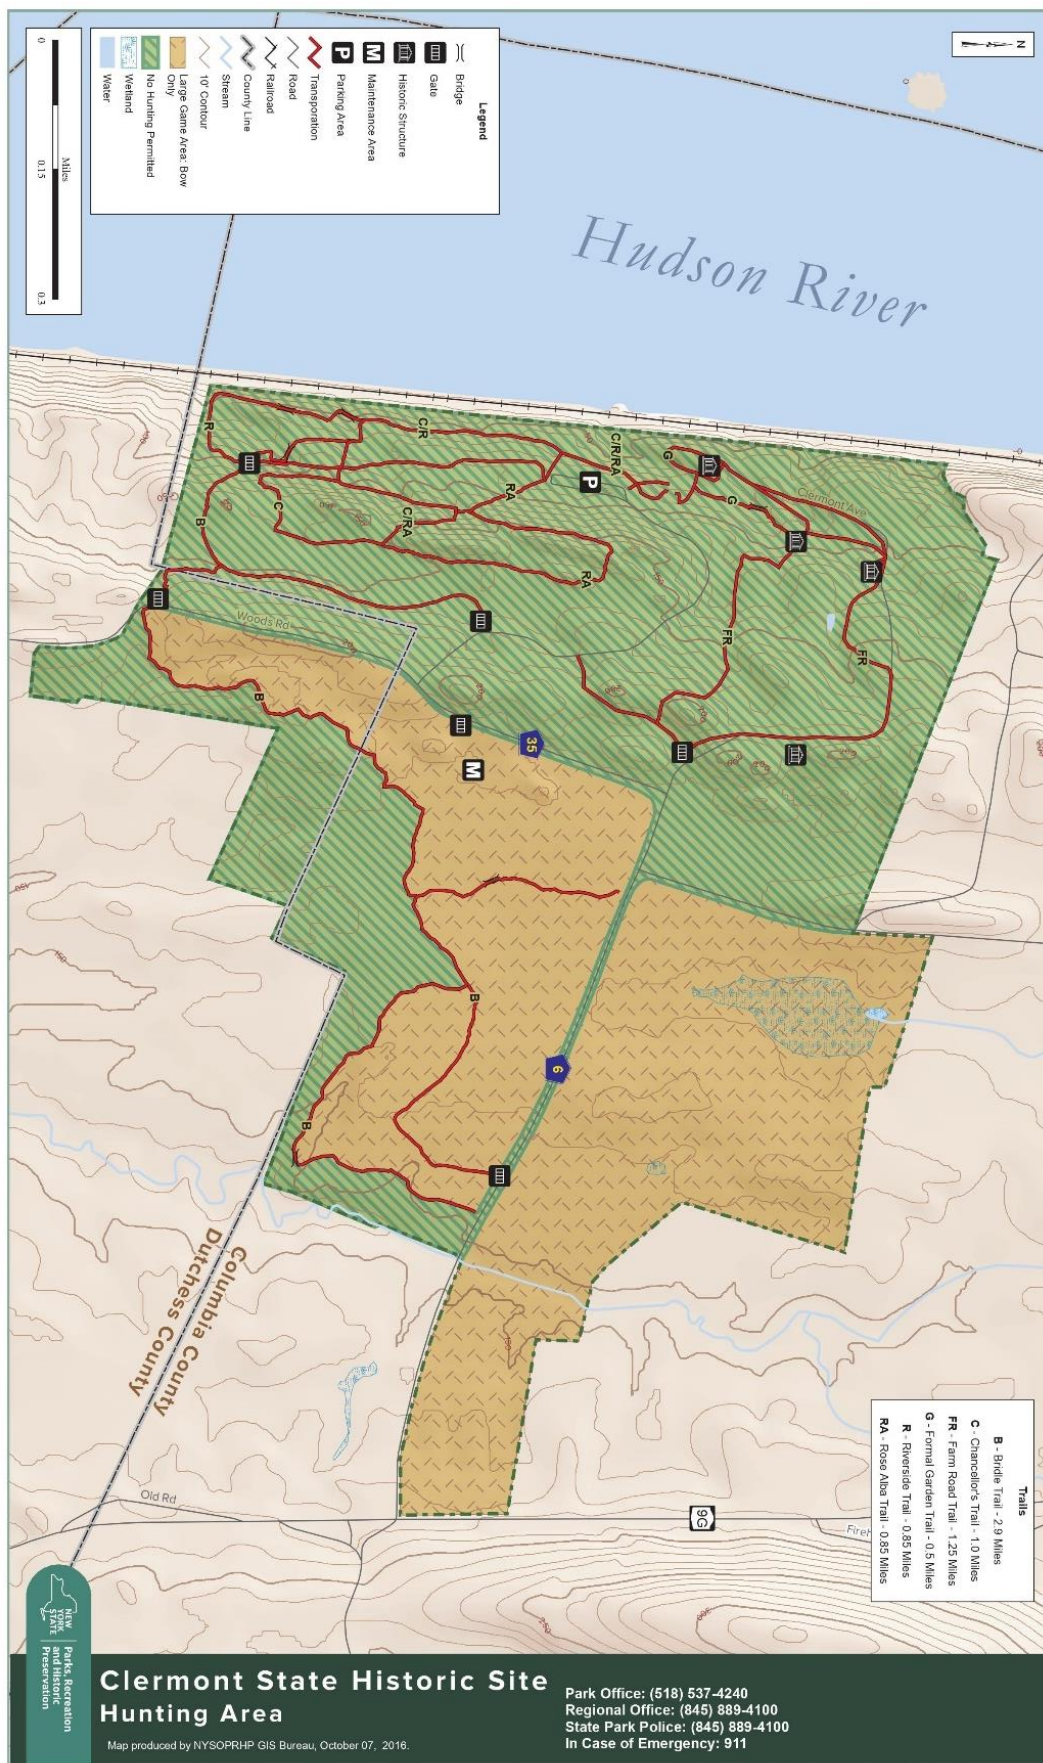 N
Legend
Bridge
Gate
Historic Structure
Maintenance Area
Parking Area
Transporation
Road
Railroad
County Line
Stream
10' Contour
Large Game Area: Bow
Only
No Hunting Permitted
Wetland
Water
0
0.15
0.3
Miles
Hudson River
R
C/R
C/R/RA
G
G
Clermont Ave
P
RA
C
C/RA
B
RA
FR
FR
Woods Rd
B
35
M
B
6
B
Columbia County
Dutchess County
Old Rd
9G
Trails
B - Bridle Trail - 2.9 Miles
C - Chancellor's Trail - 1.0 Miles
FR - Farm Road Trail - 1.25 Miles
G - Formal Garden Trail - 0.5 Miles
R - Riverside Trail - 0.85 Miles
RA - Rose Alba Trail - 0.85 Miles
NEW
YORK
STATE
Parks, Recreation
and Historic
Preservation
Clermont State Historic Site
Hunting Area
Map produced by NYSOPRHP GIS Bureau, October 07, 2016.
Park Office: (518) 537-4240
Regional Office: (845) 889-4100
State Park Police: (845) 889-4100
In Case of Emergency: 911